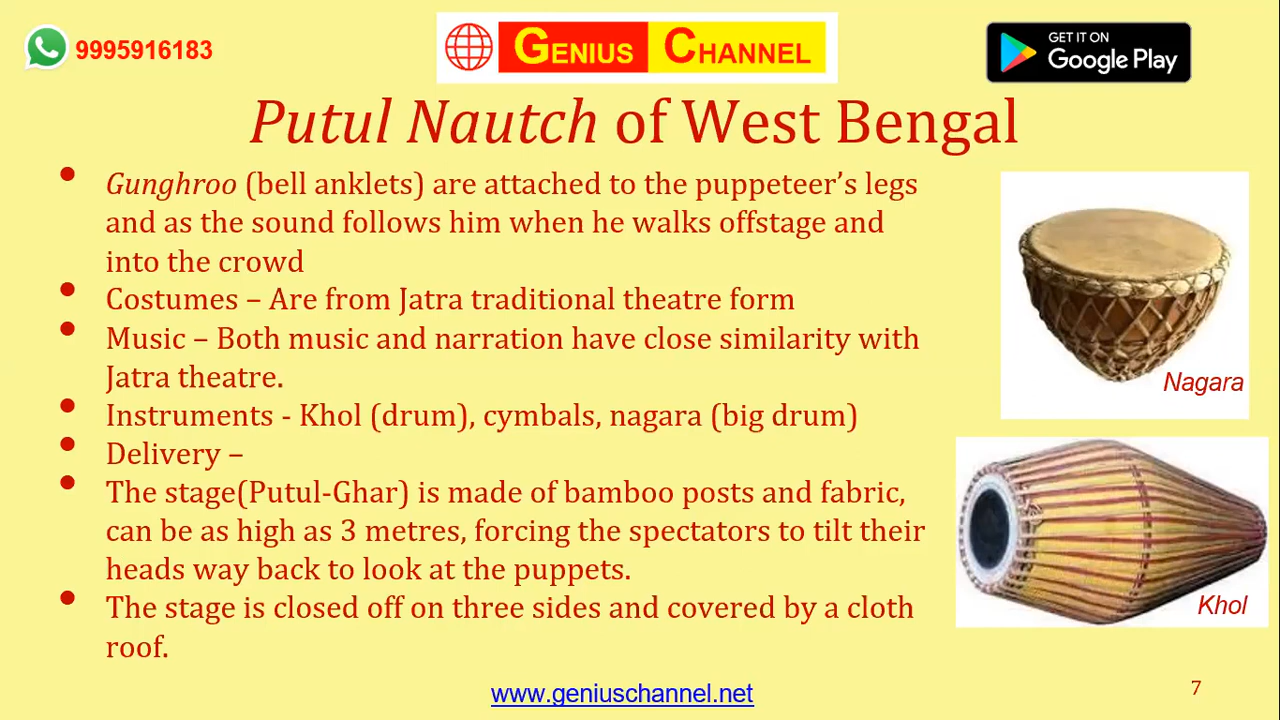 9995916183
GENIUS CHANNEL
GET IT ON
Google Play
Putul Nautch of West Bengal
• Gunghroo (bell anklets) are attached to the puppeteer’s legs
and as the sound follows him when he walks offstage and
into the crowd
• Costumes – Are from Jatra traditional theatre form
• Music – Both music and narration have close similarity with
Jatra theatre.
• Instruments - Khol (drum), cymbals, nagara (big drum)
• Delivery –
• The stage(Putul-Ghar) is made of bamboo posts and fabric,
can be as high as 3 metres, forcing the spectators to tilt their
heads way back to look at the puppets.
• The stage is closed off on three sides and covered by a cloth
roof.
Nagara
Khol
www.geniuschannel.net
7